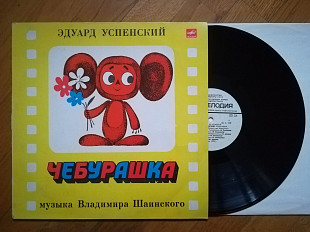 ЭДУАРД УСПЕНСКИЙ
ЧЕБУРАШКА
музыка Владимира Шаинского
МЕЛОДИЯ